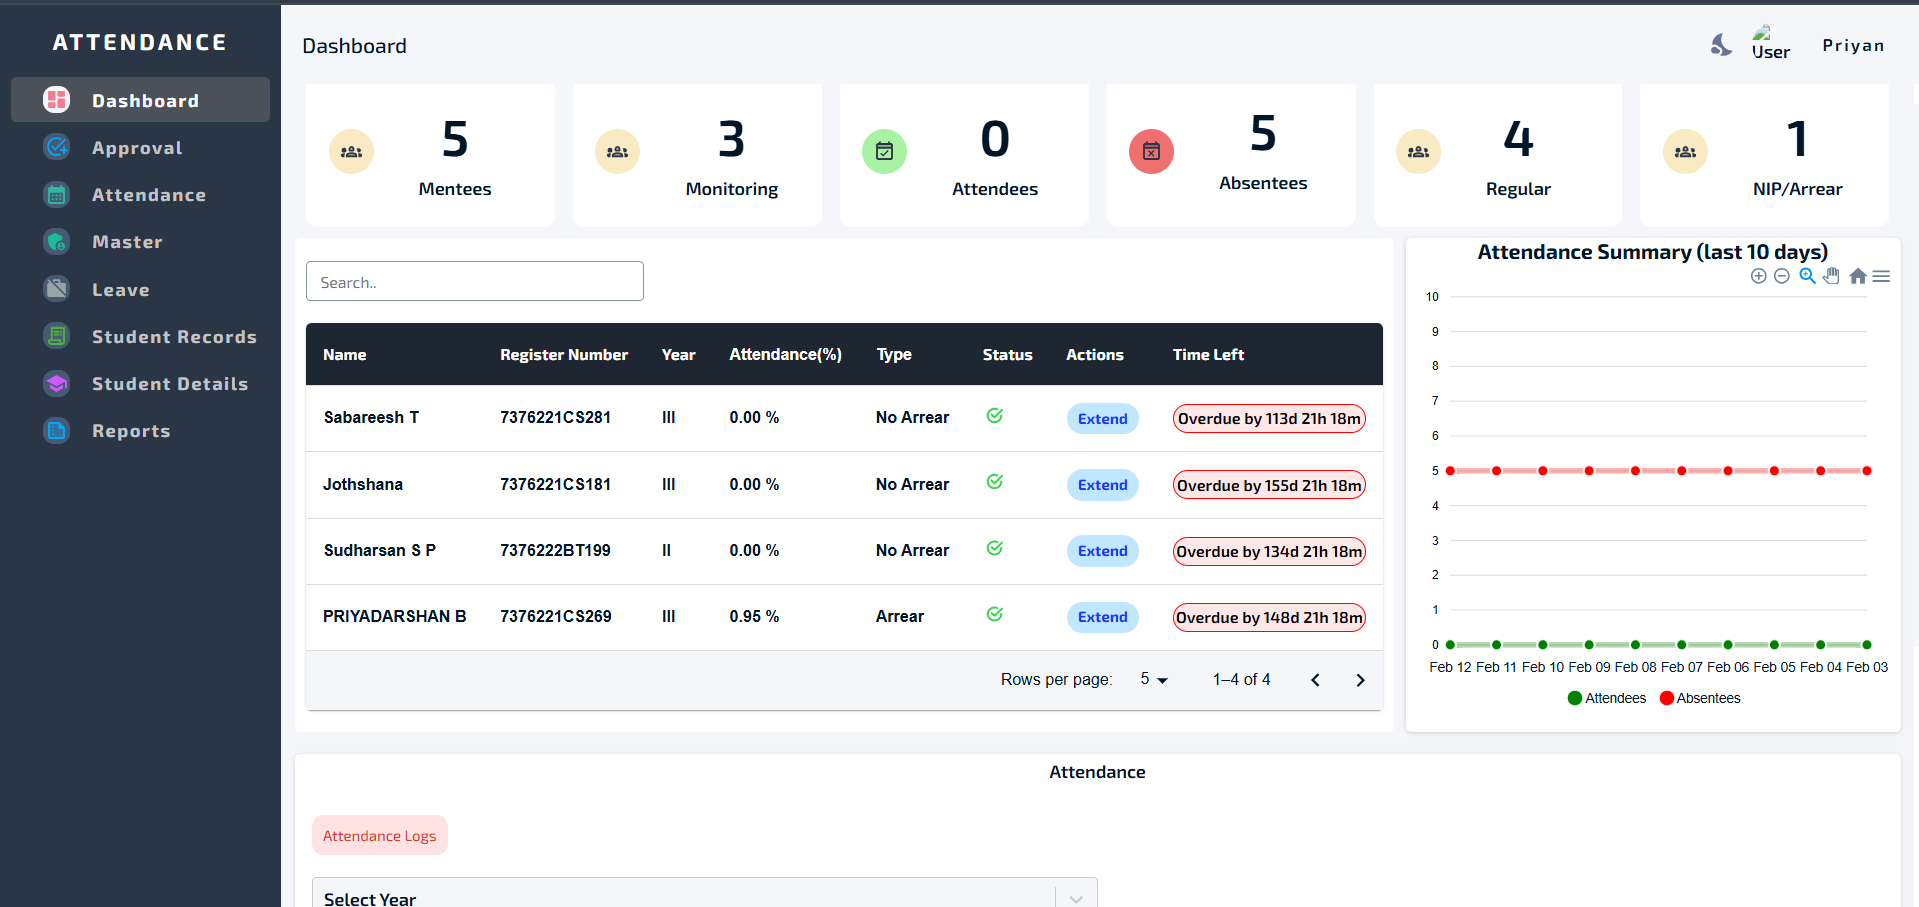 ATTENDANCE
Dashboard
Approval
Attendance
Master
Leave
Student Records
Student Details
Reports
Dashboard
User
Priyan
5
Mentees
3
Monitoring
0
Attendees
5
Absentees
4
Regular
1
NIP/Arrear
Search..
Name Register Number Year Attendance(%) Type Status Actions Time Left
Sabareesh T 7376221CS281 III 0.00 % No Arrear Extend Overdue by 113d 21h 18m
Jothshana 7376221CS181 III 0.00 % No Arrear Extend Overdue by 155d 21h 18m
Sudharsan S P 7376222BT199 II 0.00 % No Arrear Extend Overdue by 134d 21h 18m
PRIYADARSHAN B 7376221CS269 III 0.95 % Arrear Extend Overdue by 148d 21h 18m
Rows per page: 5 1–4 of 4
Attendance Summary (last 10 days)
10
9
8
7
6
5
4
3
2
1
0
Feb 12 Feb 11 Feb 10 Feb 09 Feb 08 Feb 07 Feb 06 Feb 05 Feb 04 Feb 03
Attendees Absentees
Attendance
Attendance Logs
Select Year